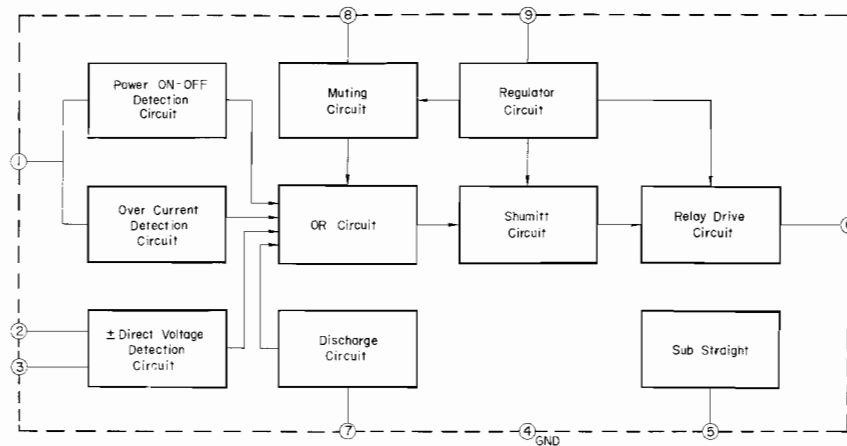 8
9
Power ON-OFF
Detection
Circuit
Muting
Circuit
Regulator
Circuit
1
Over Current
Detection
Circuit
OR Circuit
Shumitt
Circuit
Relay Drive
Circuit
6
2
3
± Direct Voltage
Detection
Circuit
Discharge
Circuit
Sub Straight
7
4
GND
5